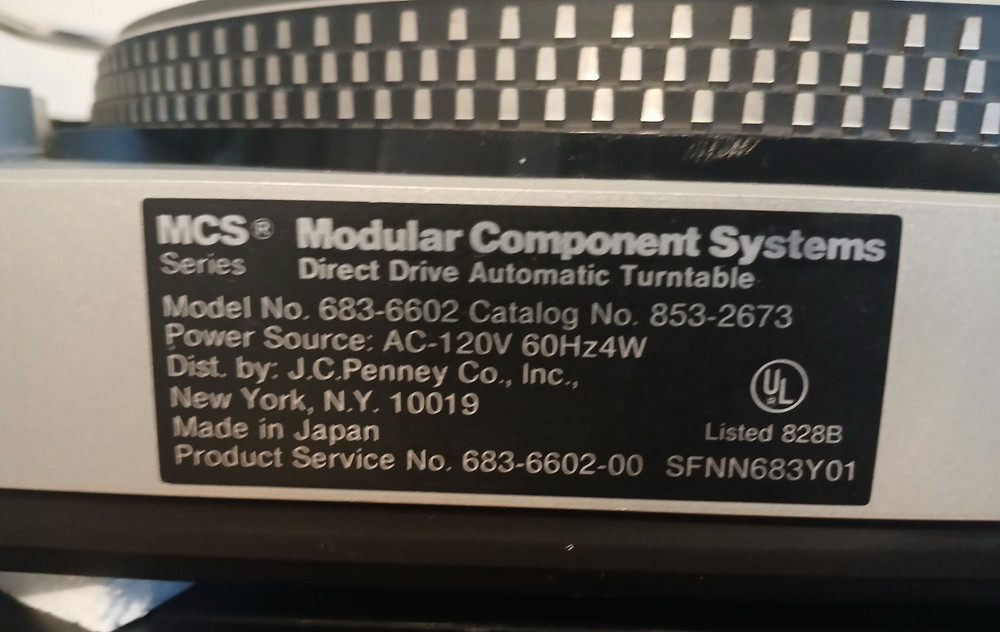 MCS® Modular Component Systems
Series Direct Drive Automatic Turntable
Model No. 683-6602 Catalog No. 853-2673
Power Source: AC-120V 60Hz4W
Dist. by: J.C.Penney Co., Inc.,
New York, N.Y. 10019
Made in Japan
Product Service No. 683-6602-00
UL
Listed 828B
SFNN683Y01